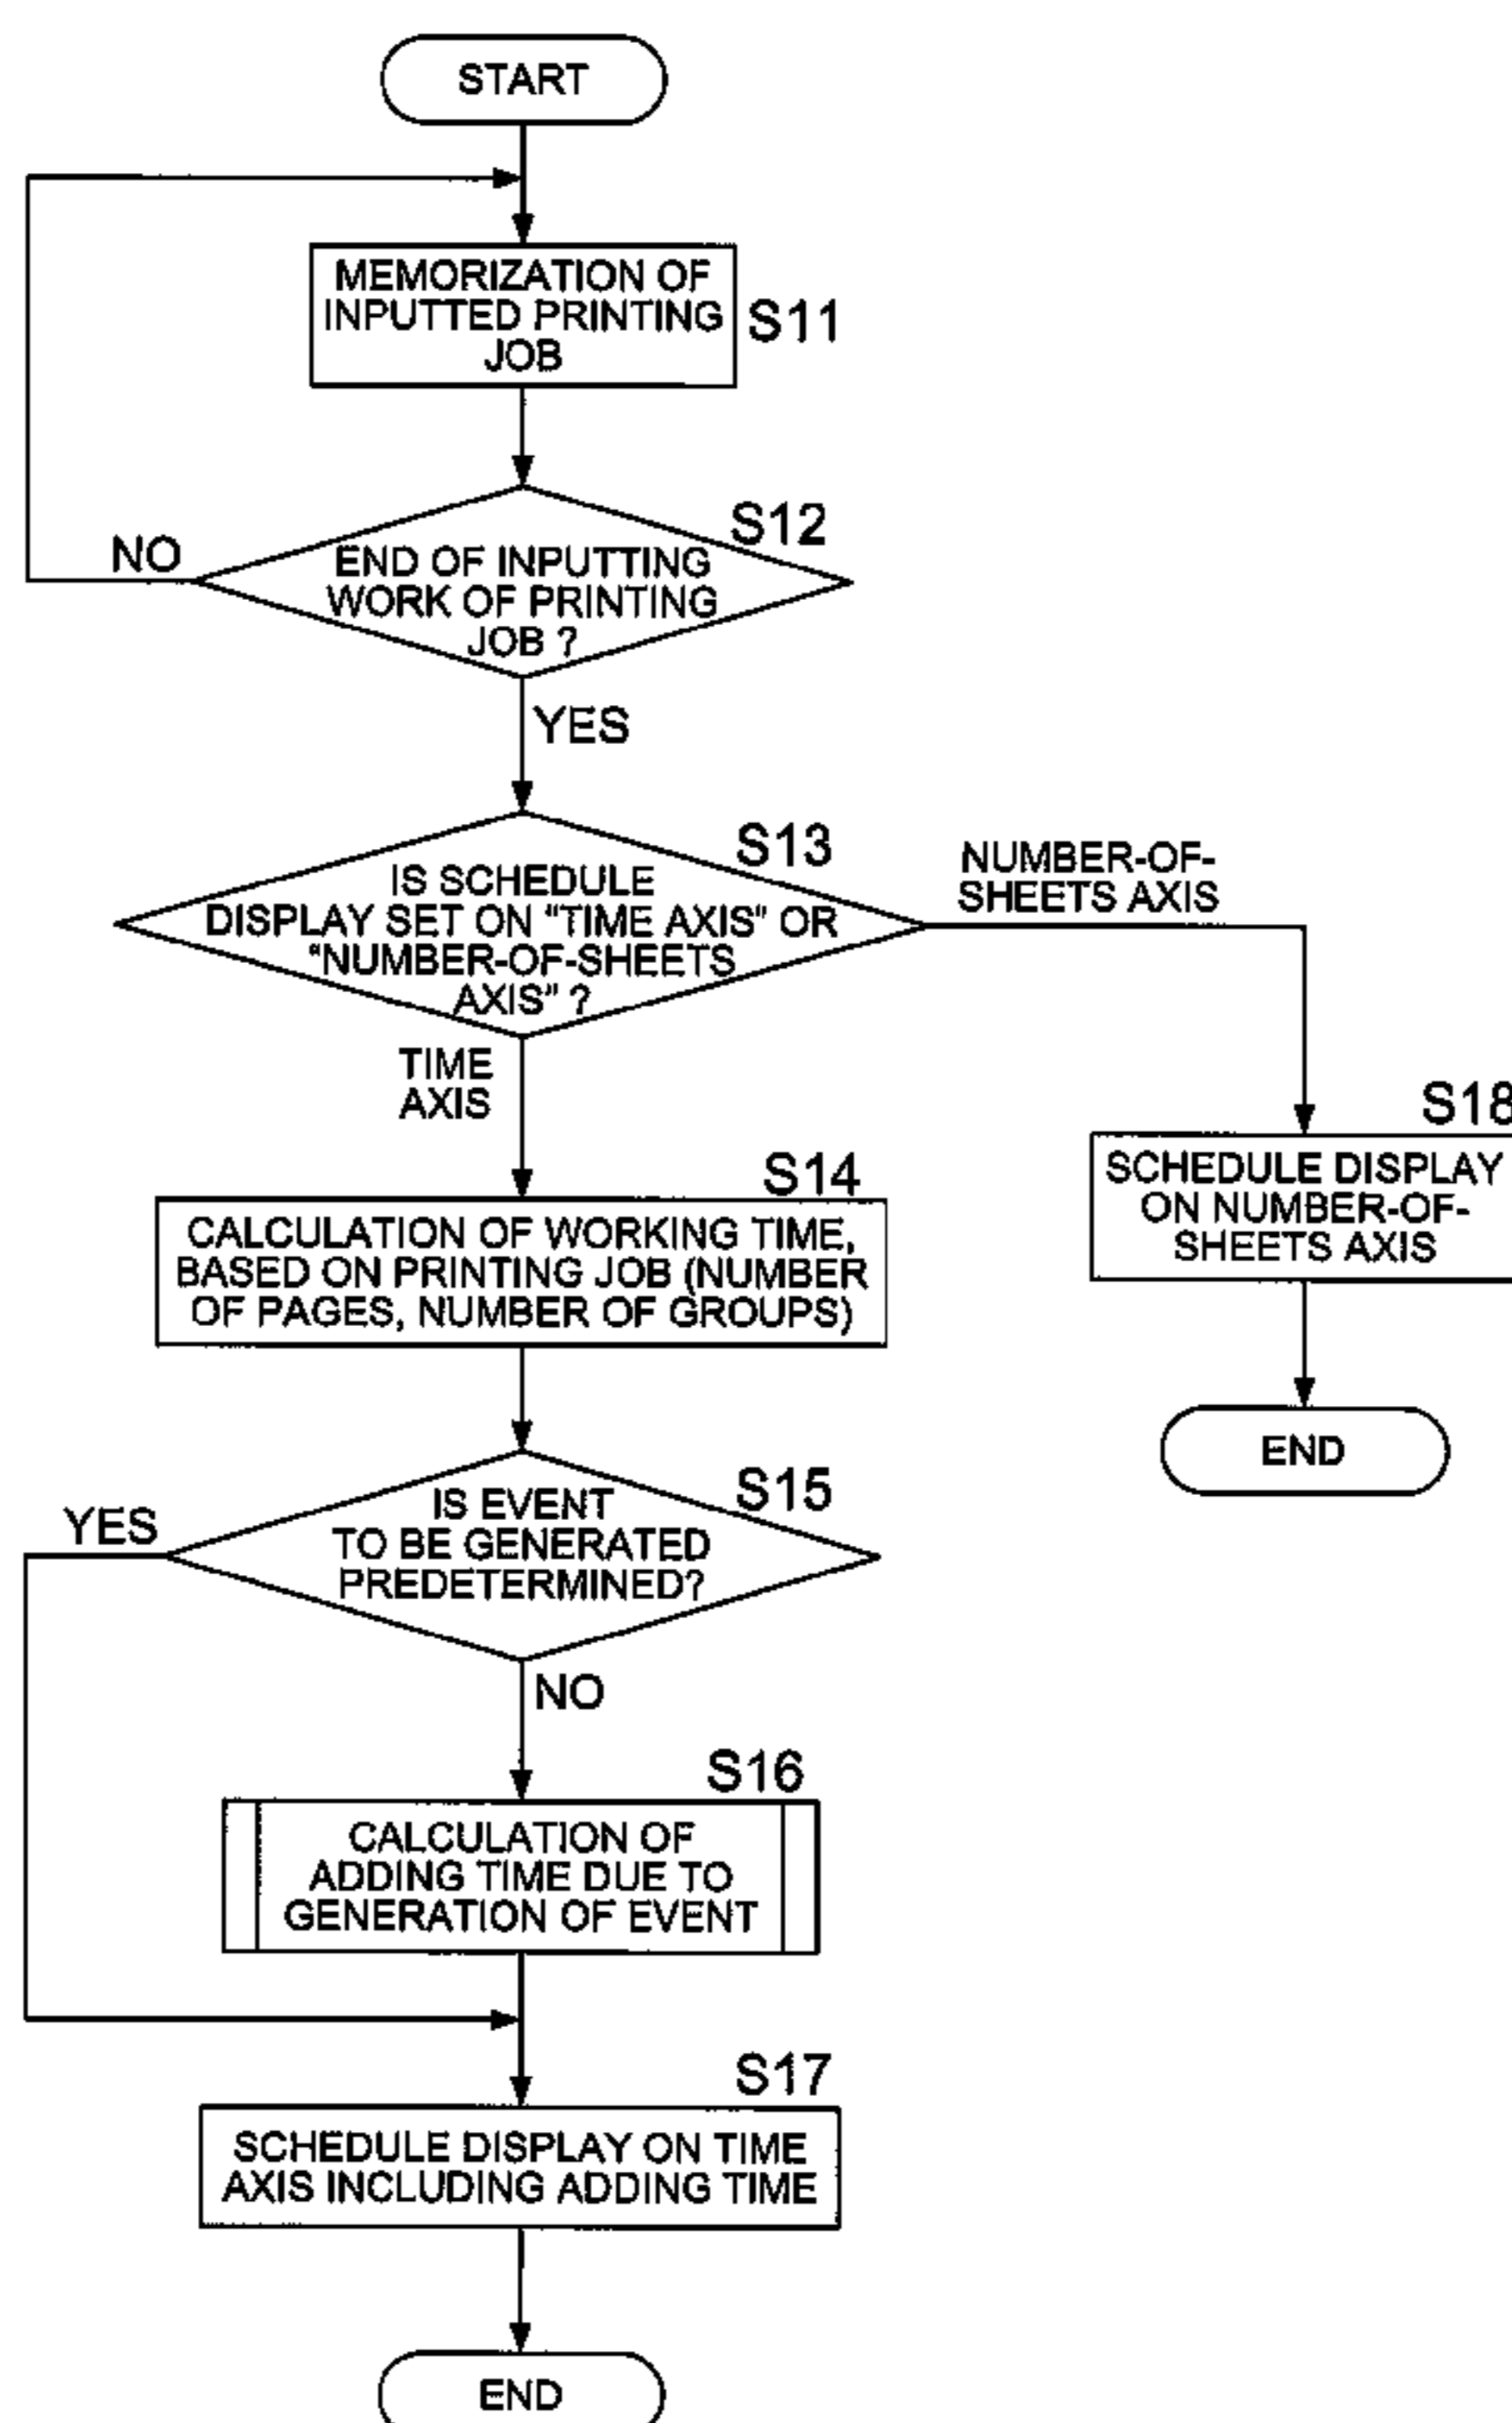 START
MEMORIZATION OF
INPUTTED PRINTING
JOB
S11
S12
NO
END OF INPUTTING
WORK OF PRINTING
JOB ?
YES
S13
IS SCHEDULE
DISPLAY SET ON "TIME AXIS" OR
"NUMBER-OF-SHEETS
AXIS" ?
NUMBER-OF-
SHEETS AXIS
TIME
AXIS
S18
SCHEDULE DISPLAY
ON NUMBER-OF-
SHEETS AXIS
END
S14
CALCULATION OF WORKING TIME,
BASED ON PRINTING JOB (NUMBER
OF PAGES, NUMBER OF GROUPS)
S15
YES
IS EVENT
TO BE GENERATED
PREDETERMINED?
NO
S16
CALCULATION OF
ADDING TIME DUE TO
GENERATION OF EVENT
S17
SCHEDULE DISPLAY ON TIME
AXIS INCLUDING ADDING TIME
END